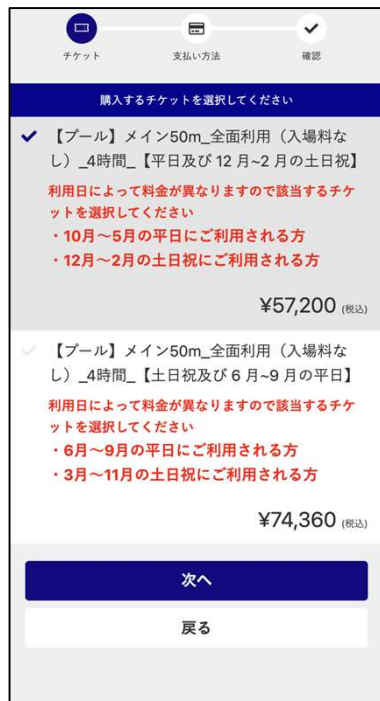 チケット
支払い方法
確認
購入するチケットを選択してください
【プール】メイン50m_全面利用（入場料な
し）_4時間_【平日及び 12 月~2 月の土日祝】
利用日によって料金が異なりますので該当するチケ
ットを選択してください
・10月〜5月の平日にご利用される方
・12月〜2月の土日祝にご利用される方
¥57,200 (税込)
【プール】メイン50m_全面利用（入場料な
し）_4時間_【土日祝及び 6 月~9 月の平日】
利用日によって料金が異なりますので該当するチケ
ットを選択してください
・6月〜9月の平日にご利用される方
・3月〜11月の土日祝にご利用される方
¥74,360 (税込)
次へ
戻る